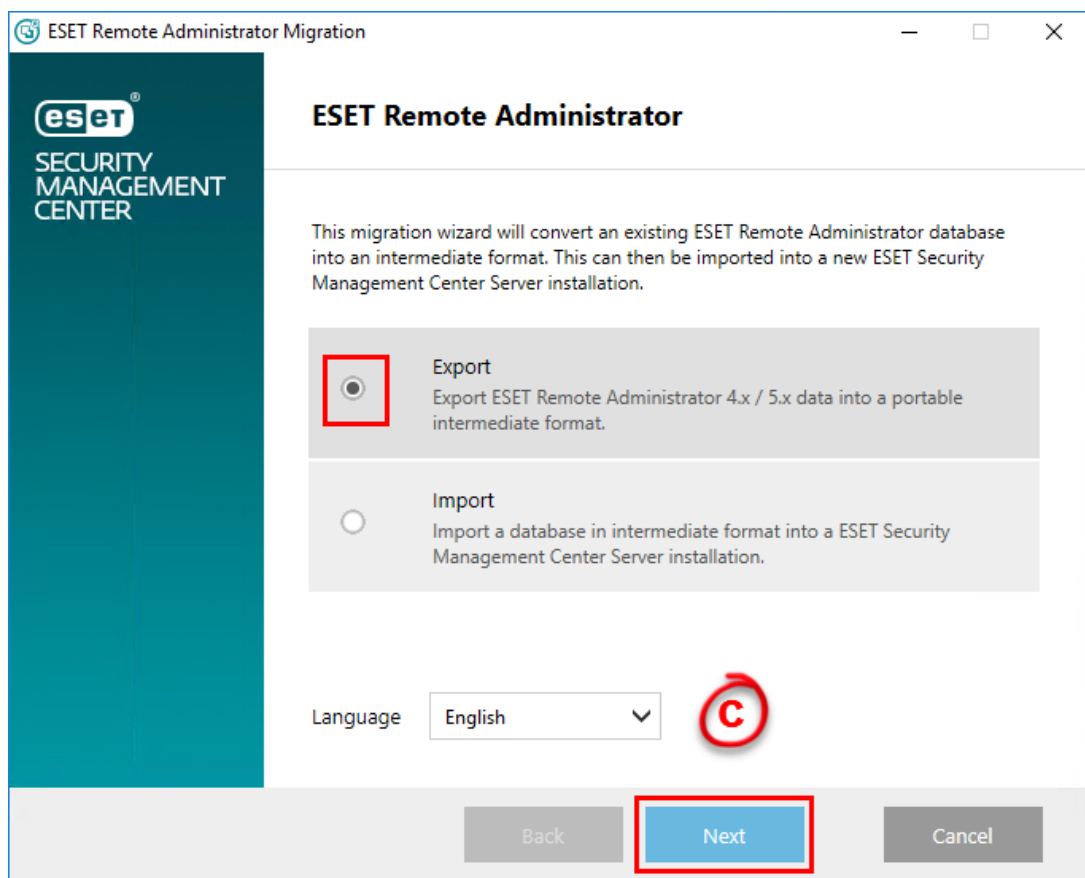 ESET Remote Administrator Migration
eseT®
SECURITY
MANAGEMENT
CENTER
ESET Remote Administrator
This migration wizard will convert an existing ESET Remote Administrator database
into an intermediate format. This can then be imported into a new ESET Security
Management Center Server installation.
Export
Export ESET Remote Administrator 4.x / 5.x data into a portable
intermediate format.
Import
Import a database in intermediate format into a ESET Security
Management Center Server installation.
Language English C
Back Next Cancel